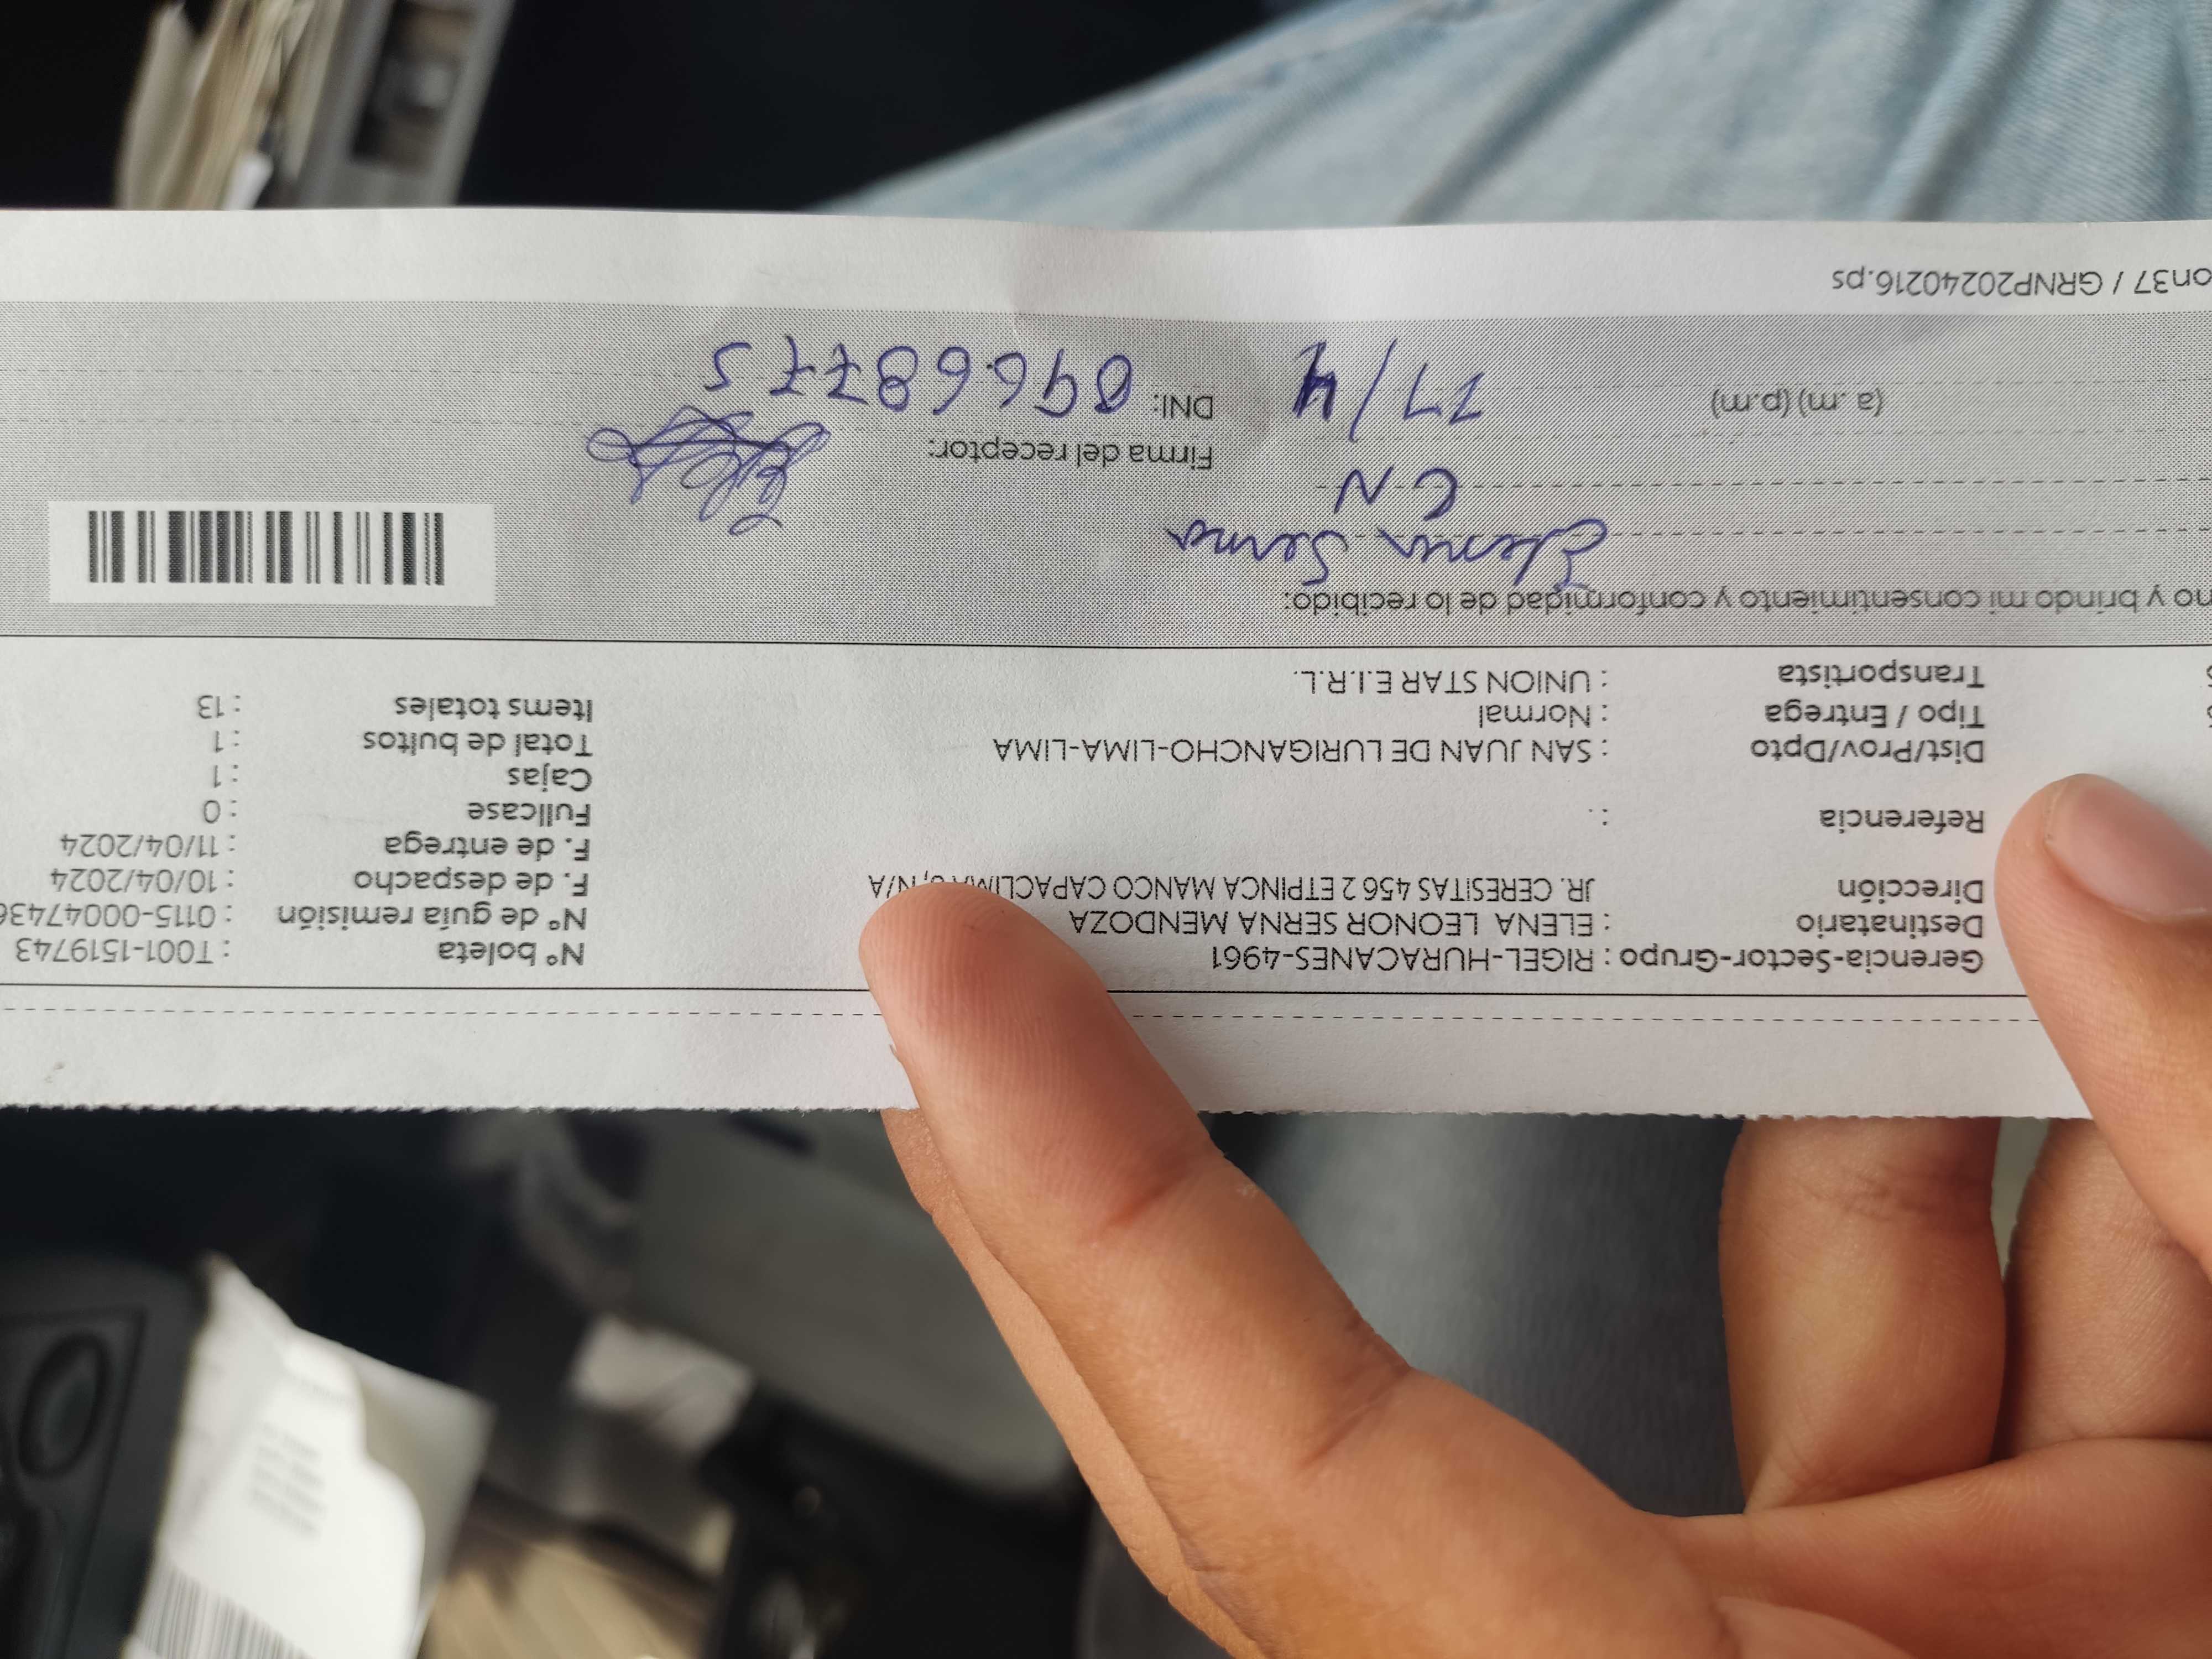 Gerencia-Sector-Grupo : RIGEL-HURACANES-4961
Destinatario : ELENA LEONOR SERNA MENDOZA
Dirección JR. CERESITAS 456 2 ETPINCA MANCO CAPACLIMA N/A
Referencia : .
Dist/Prov/Dpto : SAN JUAN DE LURIGANCHO-LIMA-LIMA
Tipo / Entrega : Normal
Transportista : UNION STAR E.I.R.L.
N° boleta : T001-1519743
N° de guía remisión : 0115-00047436
F. de despacho : 10/04/2024
F. de entrega : 11/04/2024
Fullcase : 0
Cajas : 1
Total de bultos : 1
Items totales : 13
no y brindo mi consentimiento y conformidad de lo recibido:
Elena Serna
CN
Firma del receptor:
(a.m) (p.m) 11/4 DNI: 09668775
on37 / GRNP20240216.ps